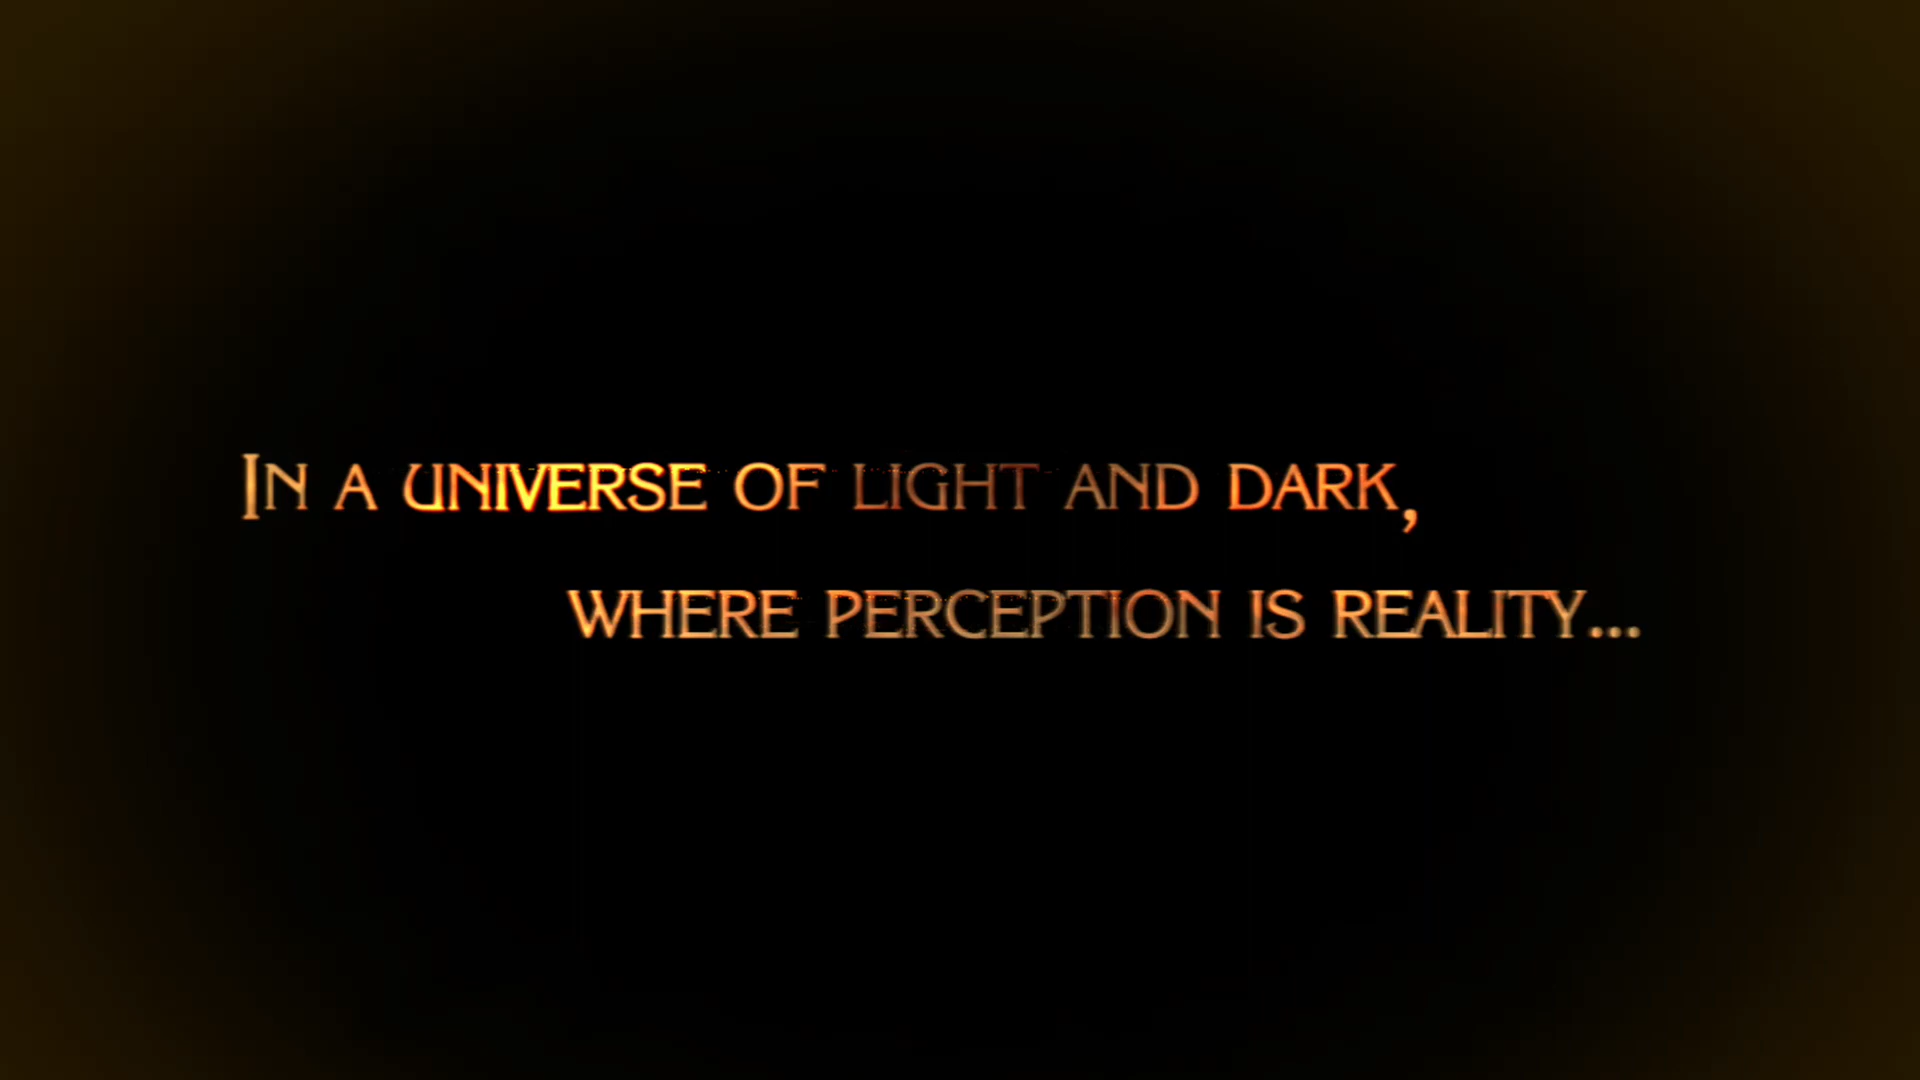 In a universe of light and dark,
where perception is reality...